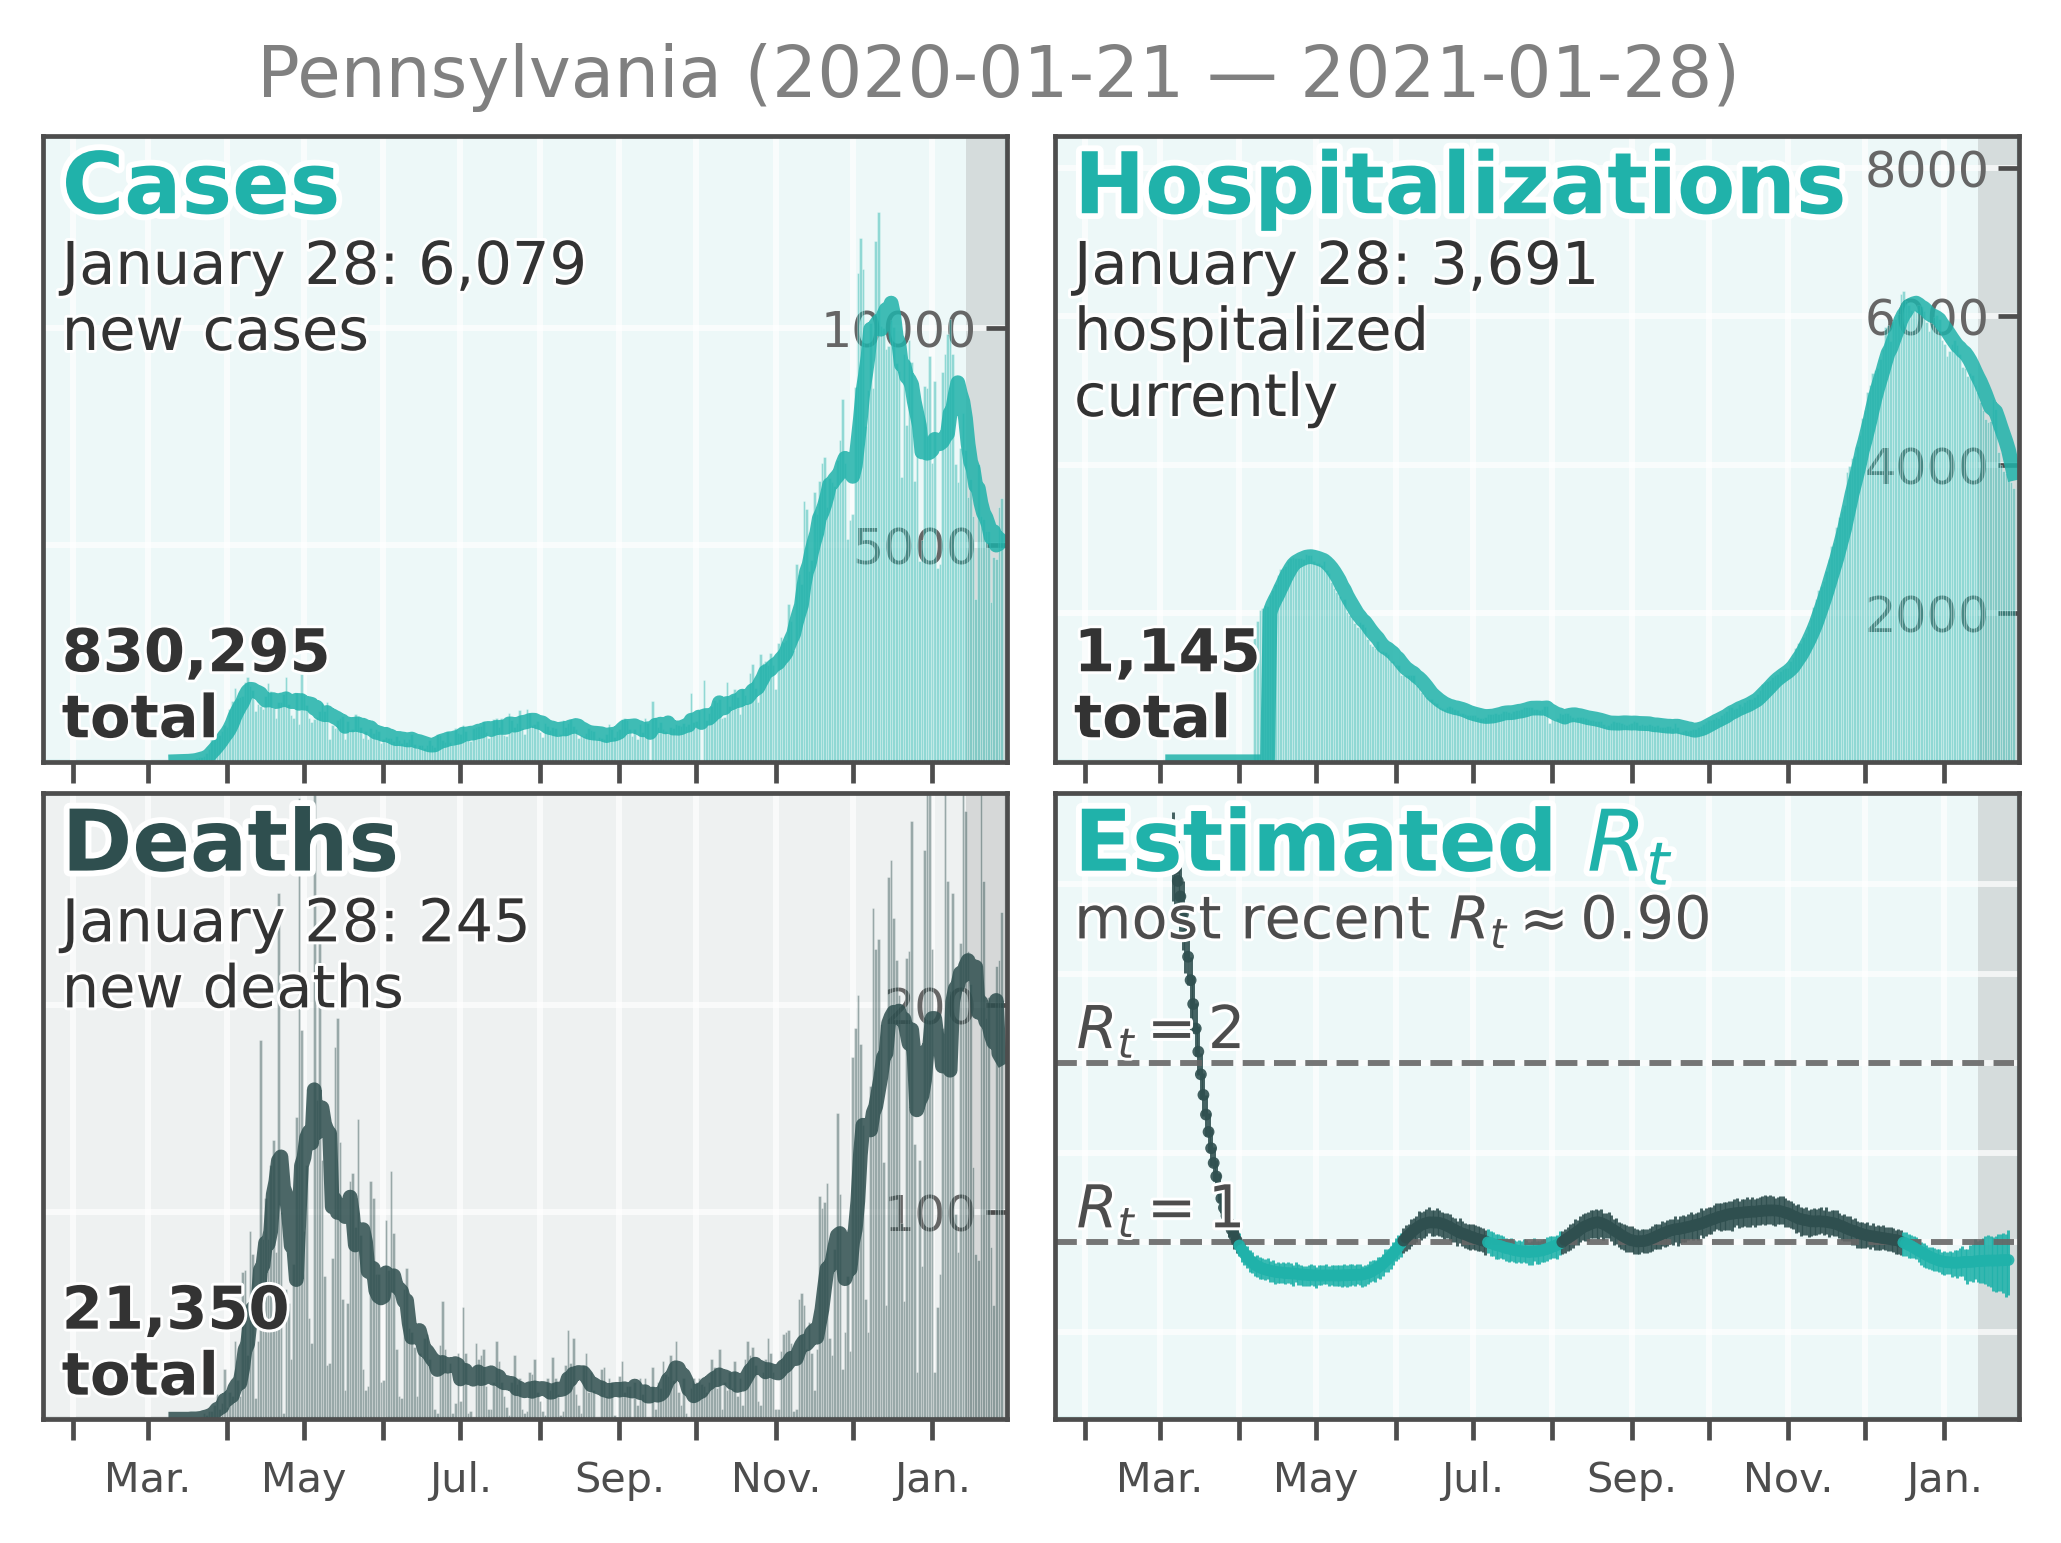 Pennsylvania (2020-01-21 — 2021-01-28)
Cases
January 28: 6,079
new cases
10000
5000
830,295
total
Hospitalizations
January 28: 3,691
hospitalized
currently
8000
6000
4000
2000
1,145
total
Deaths
January 28: 245
new deaths
200
100
21,350
total
Mar. May Jul. Sep. Nov. Jan.
Estimated Rₜ
most recent Rₜ ≈ 0.90
Rₜ = 2
Rₜ = 1
Mar. May Jul. Sep. Nov. Jan.